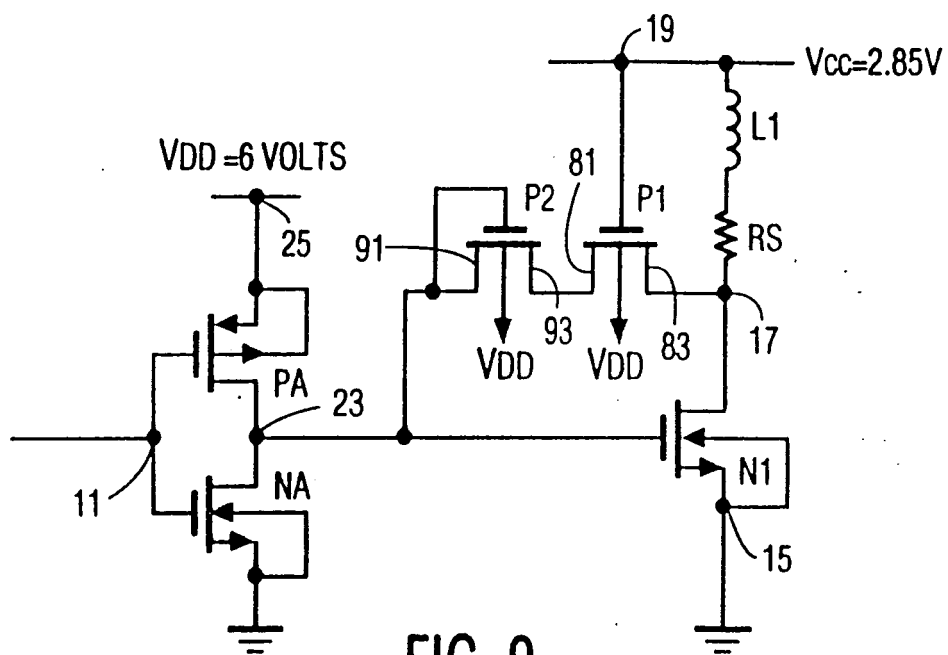 19
VCC=2.85V
L1
VDD =6 VOLTS
81
P2
P1
25
91
RS
93
83
17
VDD
VDD
PA
23
11
NA
N1
15